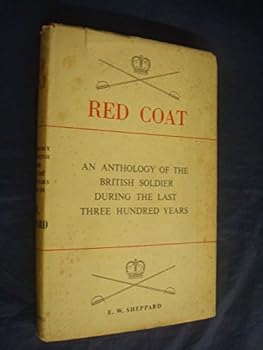 RED COAT
AN ANTHOLOGY OF THE
BRITISH SOLDIER
DURING THE LAST
THREE HUNDRED YEARS
E. W. SHEPPARD